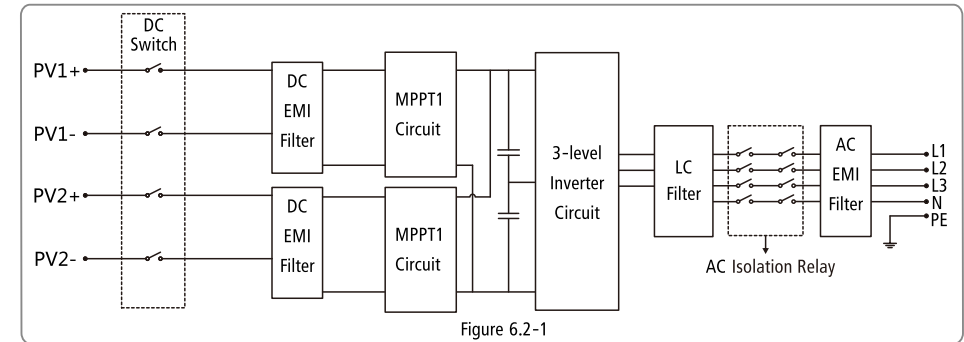 DC
Switch
PV1+
PV1-
PV2+
PV2-
DC
EMI
Filter
DC
EMI
Filter
MPPT1
Circuit
MPPT1
Circuit
3-level
Inverter
Circuit
LC
Filter
AC Isolation Relay
AC
EMI
Filter
L1
L2
L3
N
PE
Figure 6.2-1